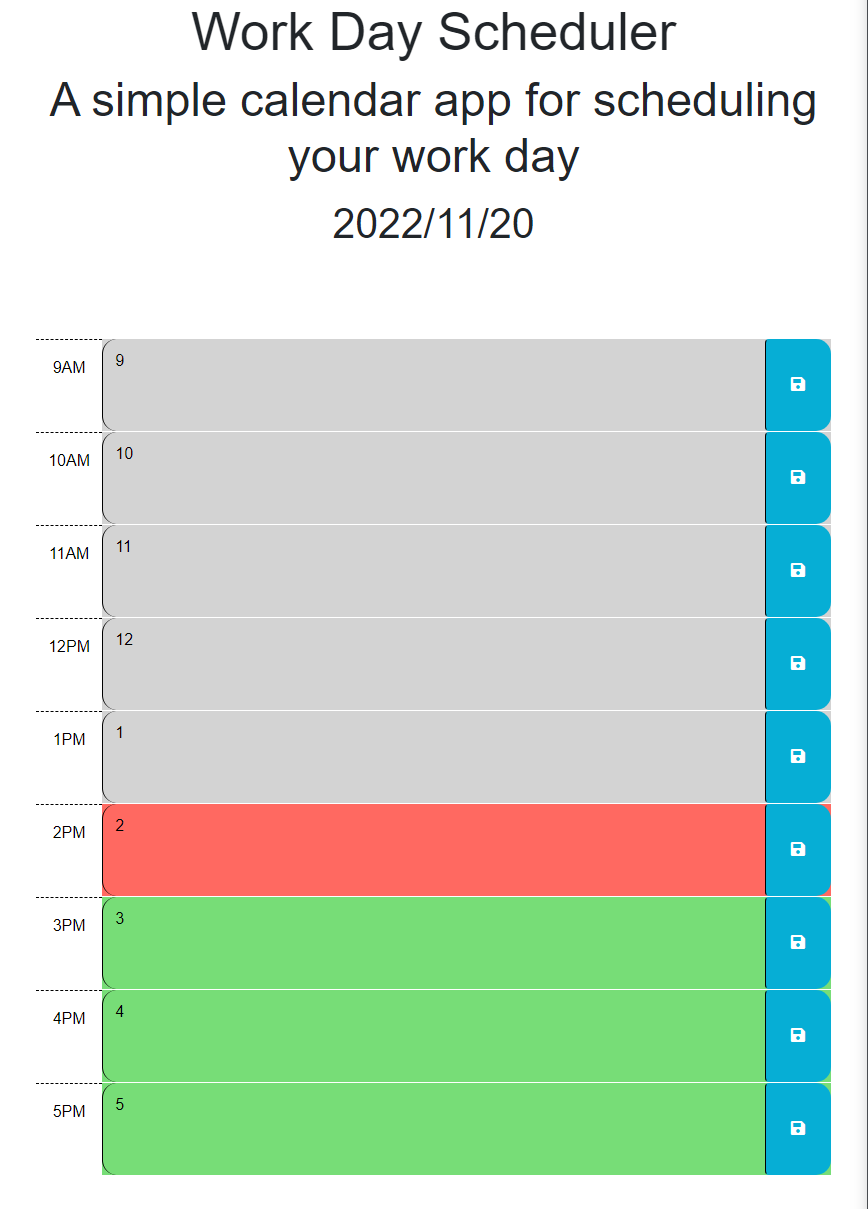 Work Day Scheduler
A simple calendar app for scheduling
your work day
2022/11/20
9AM 9
10AM 10
11AM 11
12PM 12
1PM 1
2PM 2
3PM 3
4PM 4
5PM 5